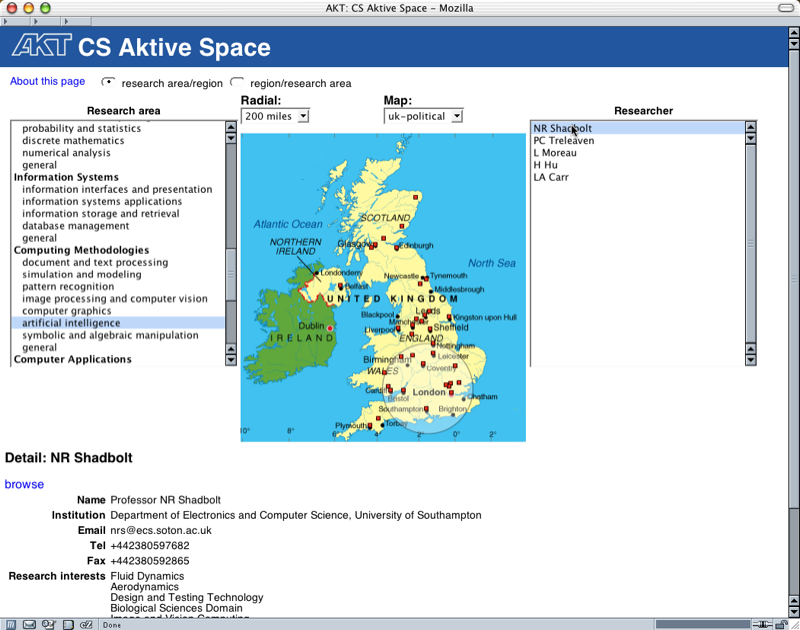 AKT: CS Aktive Space - Mozilla
AKT CS Aktive Space
About this page
research area/region
region/research area
Radial:
200 miles
Map:
uk-political
Research area
probability and statistics
discrete mathematics
numerical analysis
general
Information Systems
information interfaces and presentation
information systems applications
information storage and retrieval
database management
general
Computing Methodologies
document and text processing
simulation and modeling
pattern recognition
image processing and computer vision
computer graphics
artificial intelligence
symbolic and algebraic manipulation
general
Computer Applications
Atlantic Ocean
SCOTLAND
NORTHERN
IRELAND
Glasgow
Edinburgh
North Sea
Londonderry
Newcastle
Tynemouth
Belfast
Middlesbrough
UNITED KINGDOM
Blackpool
Leeds
Kingston upon Hull
Dublin
Manchester
Liverpool
Sheffield
IRELAND
ENGLAND
Nottingham
Birmingham
Leicester
WALES
Coventry
Cardiff
London
Bristol
Chatham
Southampton
Brighton
Plymouth
Torbay
10°
8°
6°
4°
2°
0°
2°
Researcher
NR Shadbolt
PC Treleaven
L Moreau
H Hu
LA Carr
Detail: NR Shadbolt
browse
Name Professor NR Shadbolt
Institution Department of Electronics and Computer Science, University of Southampton
Email nrs@ecs.soton.ac.uk
Tel +442380597682
Fax +442380592865
Research interests Fluid Dynamics
Aerodynamics
Design and Testing Technology
Biological Sciences Domain
Image and Vision Computing
Done